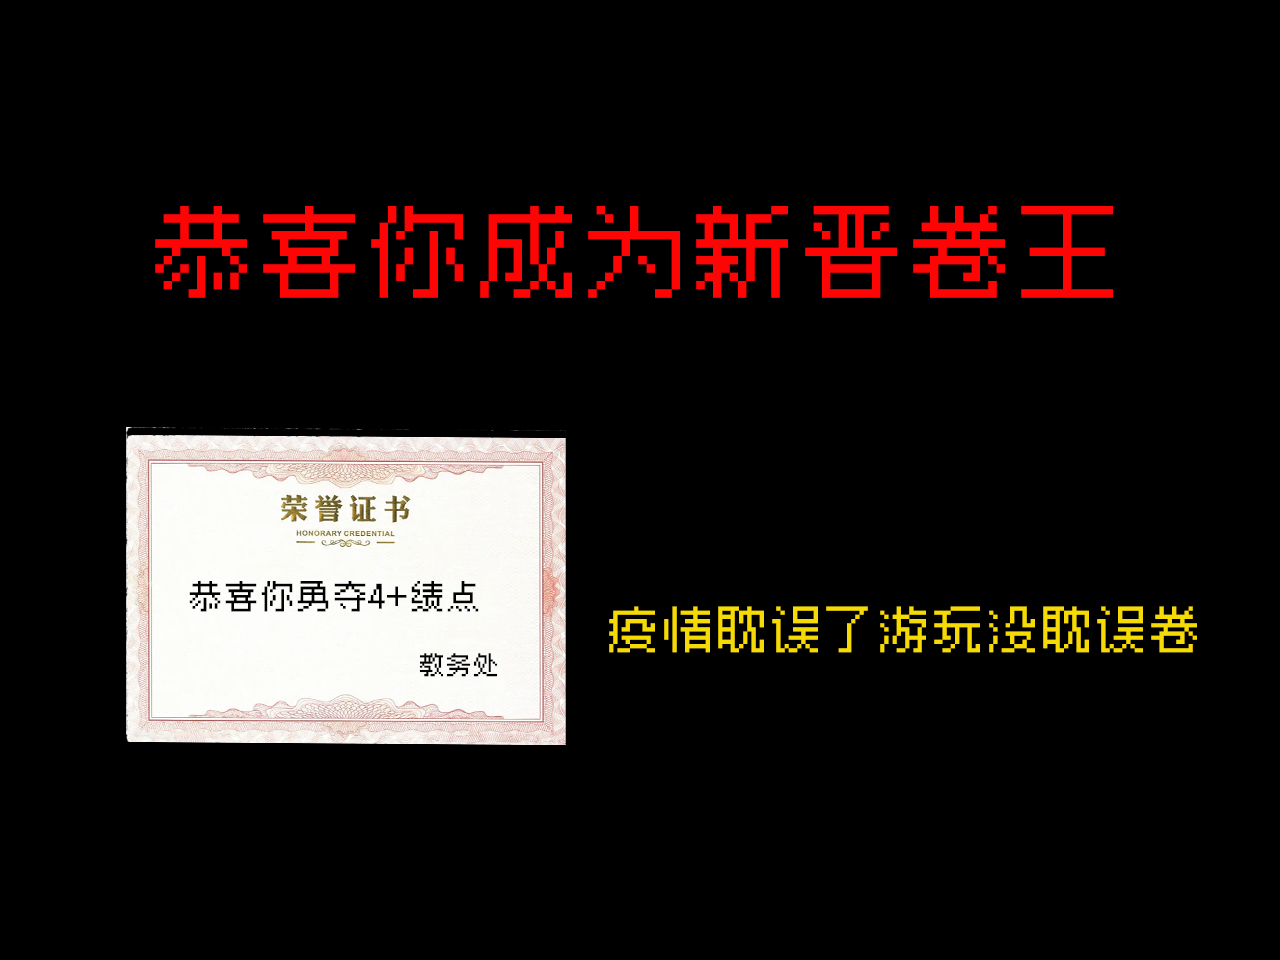 恭喜你成为新晋卷王
荣誉证书
HONORARY CREDENTIAL
恭喜你勇夺4+绩点
教务处
疫情耽误了游玩没耽误卷